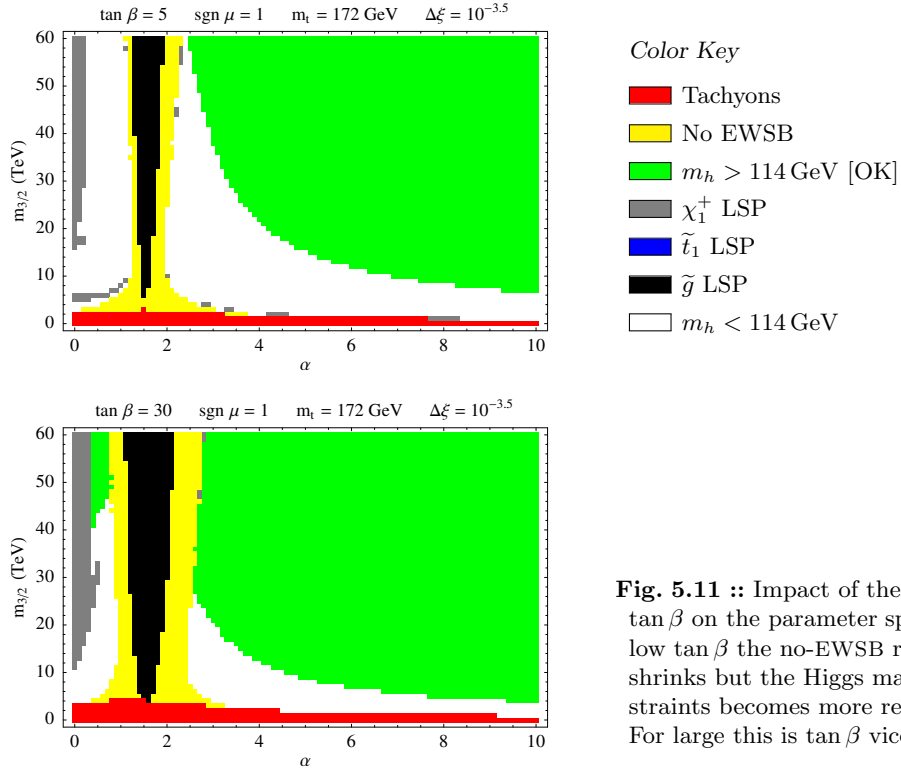 tan β = 5 sgn μ = 1 m_t = 172 GeV Δξ = 10^−3.5
60
50
40
30
20
10
0
m_3/2 (TeV)
0 2 4 6 8 10
α
Color Key
Tachyons
No EWSB
m_h > 114 GeV [OK]
χ_1^+ LSP
t̃_1 LSP
g̃ LSP
m_h < 114 GeV
tan β = 30 sgn μ = 1 m_t = 172 GeV Δξ = 10^−3.5
60
50
40
30
20
10
0
m_3/2 (TeV)
0 2 4 6 8 10
α
Fig. 5.11 :: Impact of the
tan β on the parameter sp
low tan β the no-EWSB r
shrinks but the Higgs ma
straints becomes more re
For large this is tan β vic